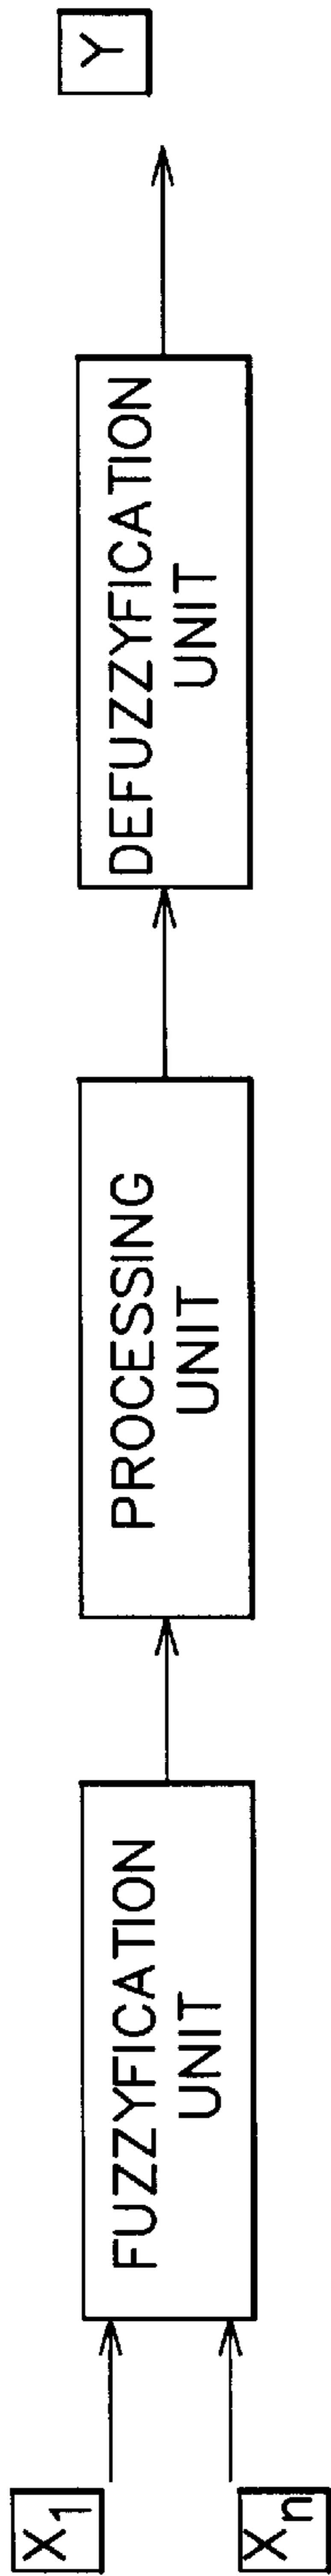 X1
Xn
FUZZYFICATION
UNIT
PROCESSING
UNIT
DEFUZZYFICATION
UNIT
Y